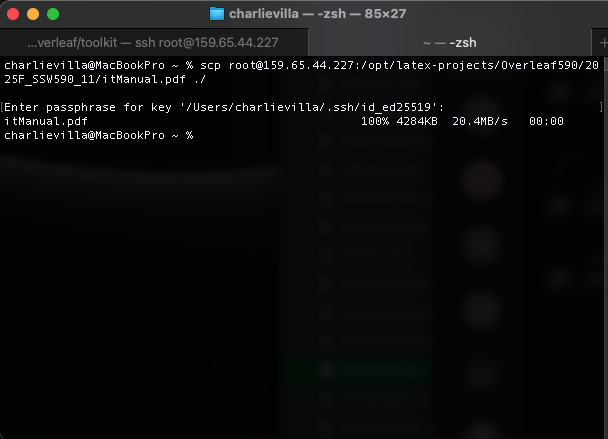 charlievilla — -zsh — 85×27
...verleaf/toolkit — ssh root@159.65.44.227
~ — -zsh
charlievilla@MacBookPro ~ % scp root@159.65.44.227:/opt/latex-projects/Overleaf590/20
25F_SSW590_11/itManual.pdf ./
[Enter passphrase for key '/Users/charlievilla/.ssh/id_ed25519': ]
itManual.pdf 100% 4284KB 20.4MB/s 00:00
charlievilla@MacBookPro ~ %